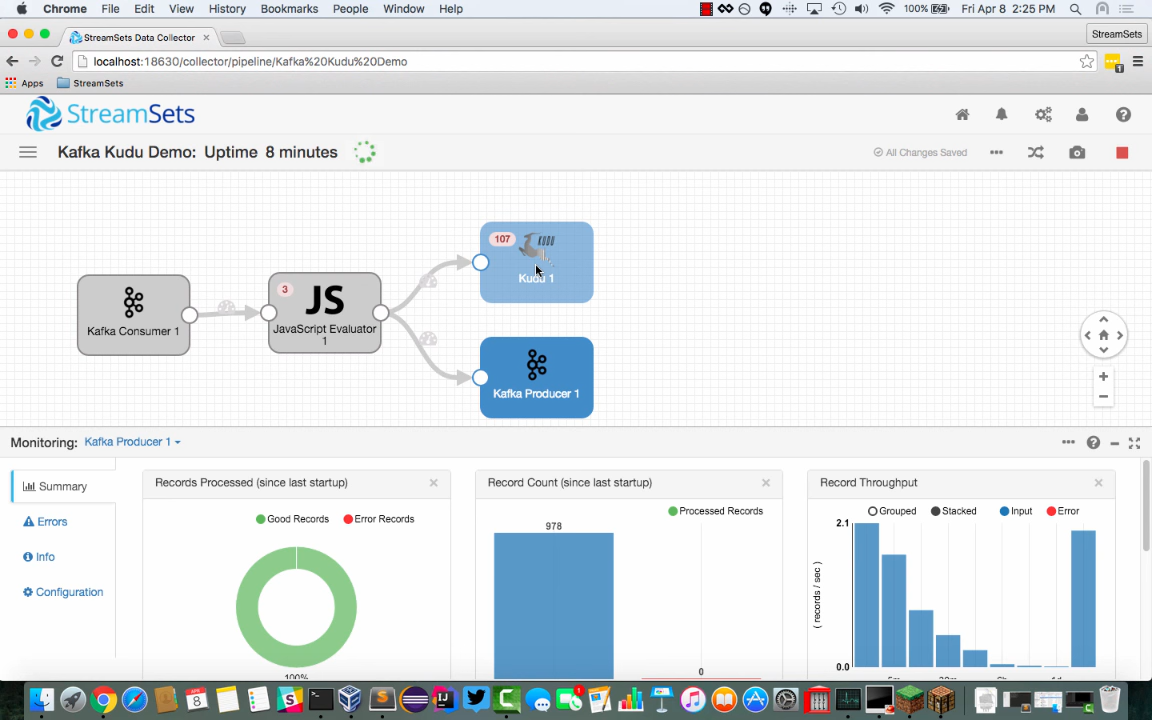 Chrome File Edit View History Bookmarks People Window Help 100% Fri Apr 8 2:25 PM
StreamSets Data Collector
StreamSets
localhost:18630/collector/pipeline/Kafka%20Kudu%20Demo
1
Apps StreamSets
StreamSets
Kafka Kudu Demo: Uptime 8 minutes
All Changes Saved
107
KUDU
Kudu 1
3
JS
Kafka Consumer 1
JavaScript Evaluator
1
Kafka Producer 1
Monitoring: Kafka Producer 1
Summary
Errors
Info
Configuration
Records Processed (since last startup)
Good Records Error Records
100%
Record Count (since last startup)
Processed Records
978
0
Record Throughput
Grouped Stacked Input Error
2.1
( records / sec )
0.0
APR
8
1